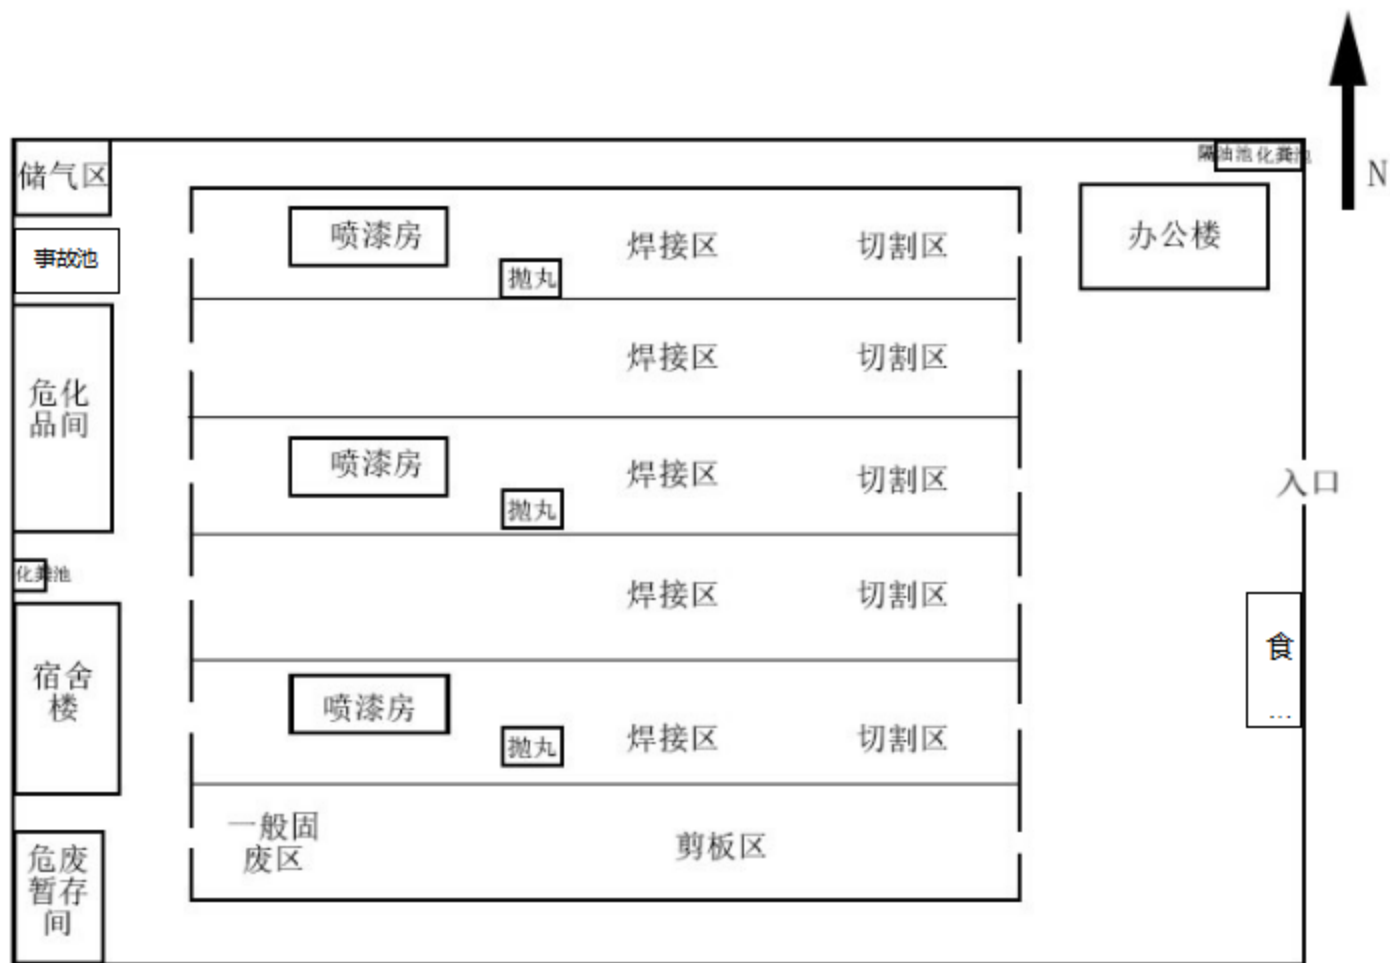 N
储气区
隔油池
化粪池
事故池
喷漆房
抛丸
焊接区
切割区
办公楼
危化
品间
焊接区
切割区
喷漆房
抛丸
焊接区
切割区
入口
化粪池
焊接区
切割区
宿舍
楼
食
...
喷漆房
抛丸
焊接区
切割区
一般固
废区
剪板区
危废
暂存
间